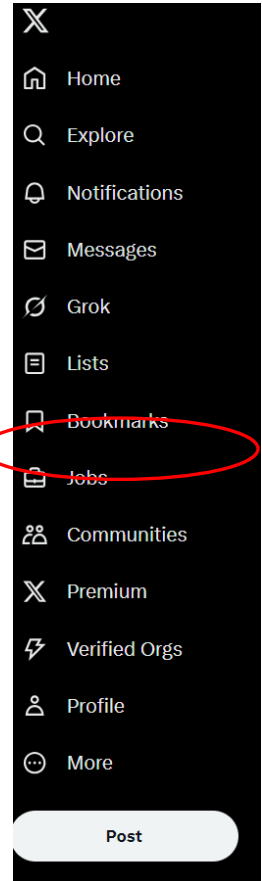 Home
Explore
Notifications
Messages
Grok
Lists
Bookmarks
Jobs
Communities
Premium
Verified Orgs
Profile
More
Post